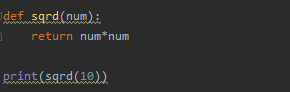 def sqrd(num):
    return num*num
print(sqrd(10))